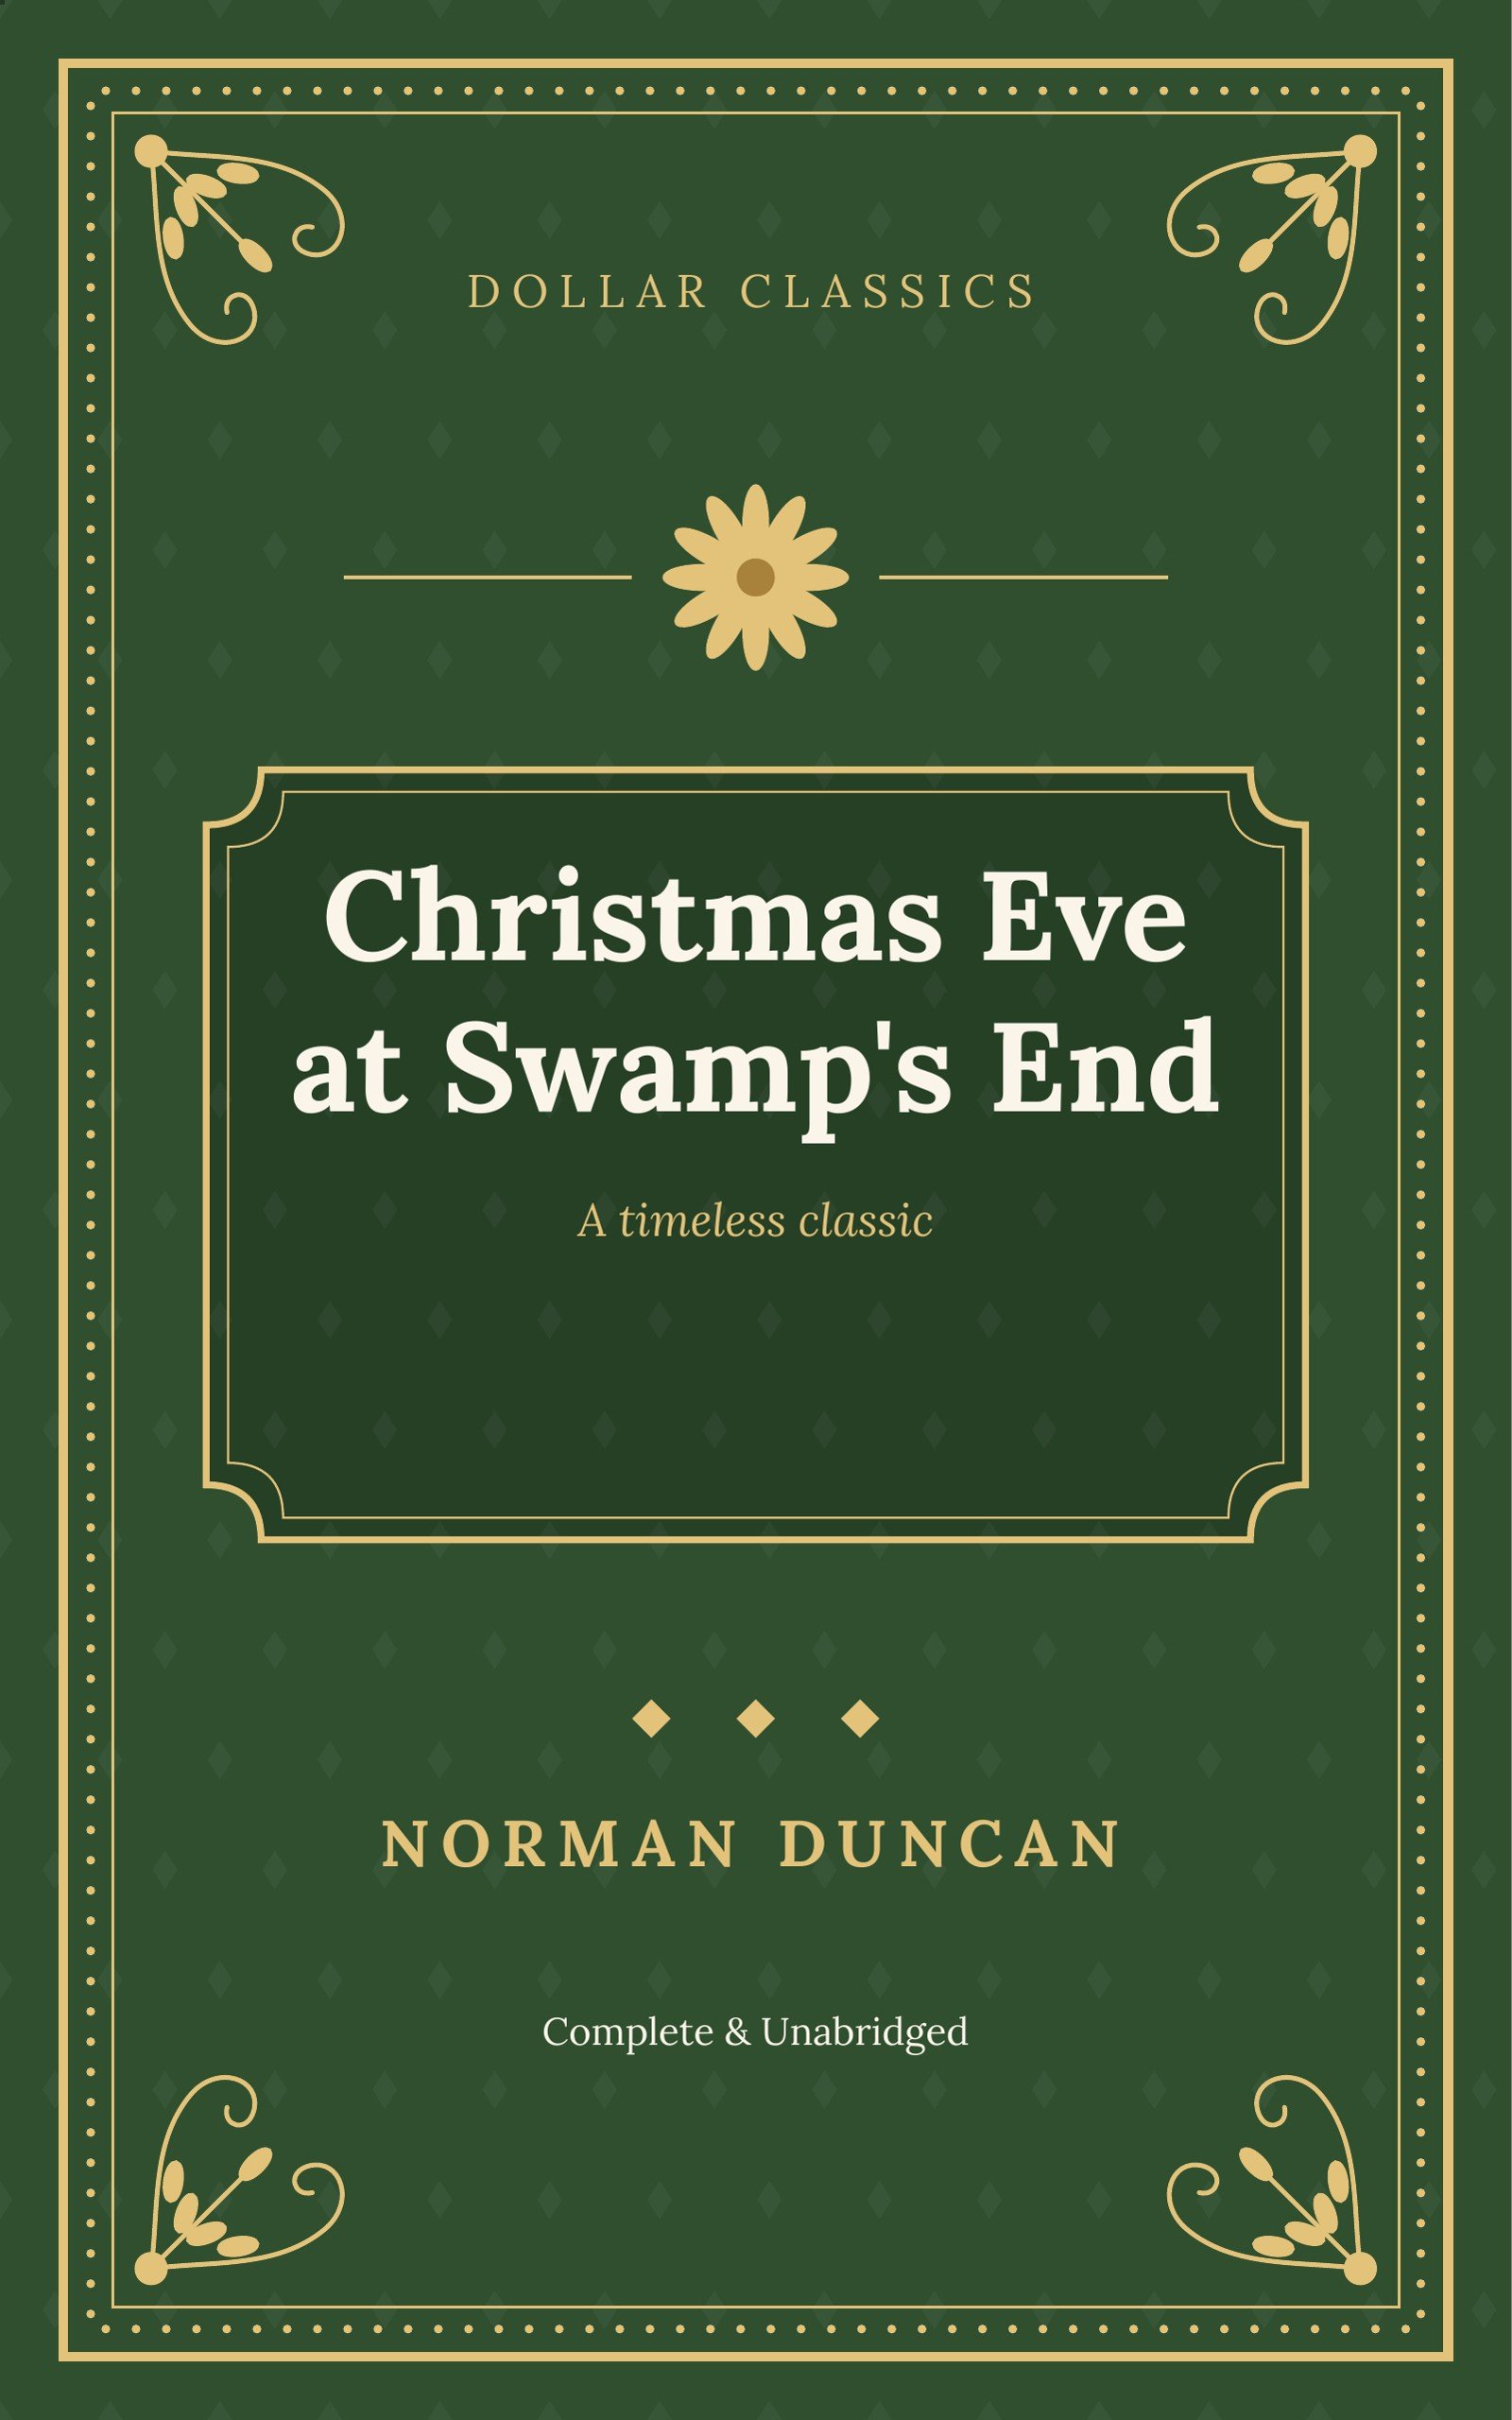 DOLLAR CLASSICS
Christmas Eve
at Swamp's End
A timeless classic
NORMAN DUNCAN
Complete & Unabridged